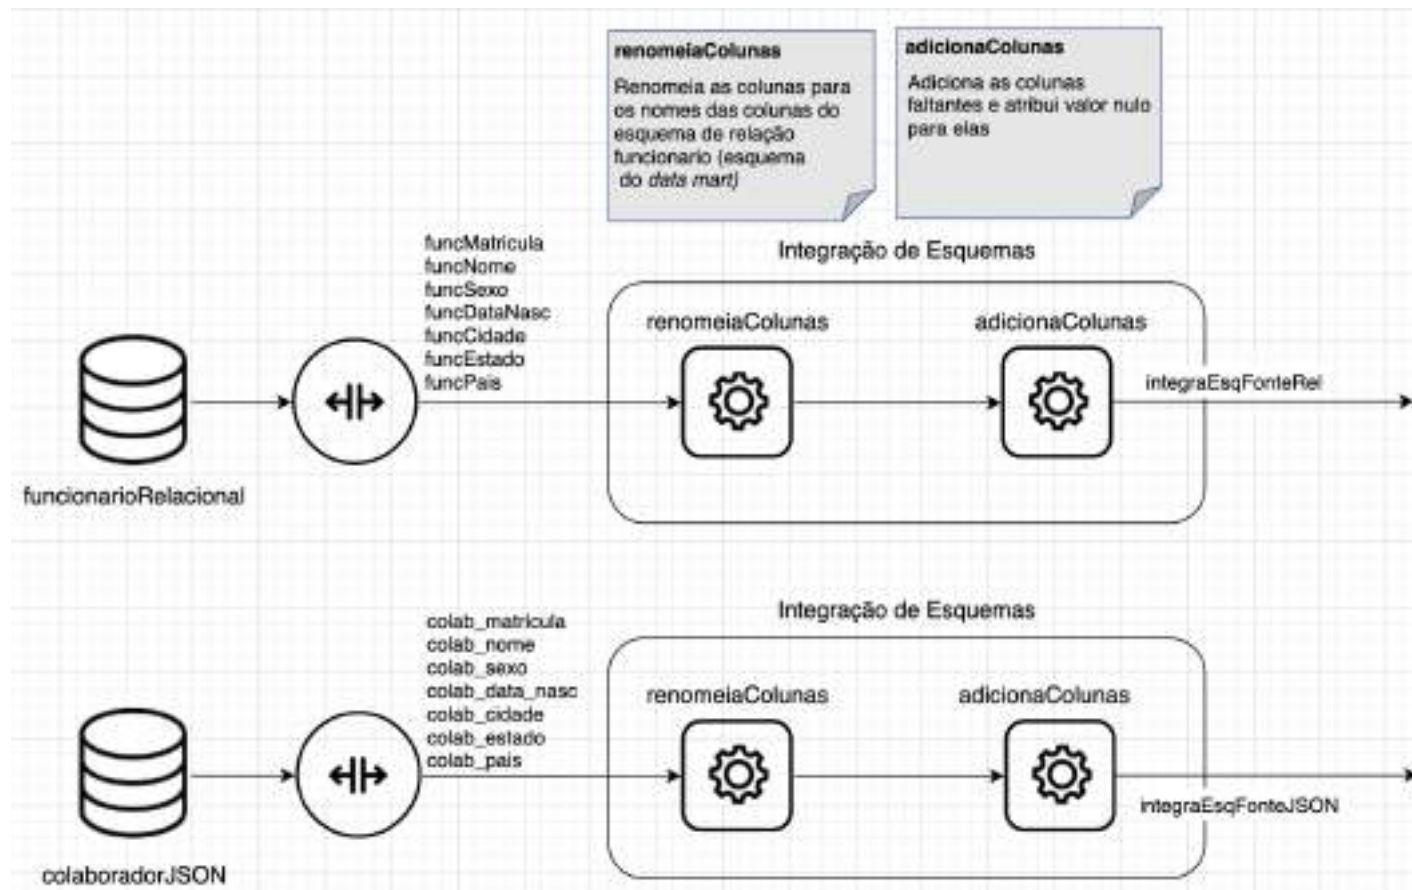 renomeiaColunas
Renomeia as colunas para
os nomes das colunas do
esquema de relação
funcionario (esquema
do data mart)
adicionaColunas
Adiciona as colunas
faltantes e atribui valor nulo
para elas
funcMatricula
funcNome
funcSexo
funcDataNasc
funcCidade
funcEstado
funcPais
Integração de Esquemas
renomeiaColunas
adicionaColunas
integraEsqFonteRel
funcionarioRelacional
colab_matricula
colab_nome
colab_sexo
colab_data_nasc
colab_cidade
colab_estado
colab_pais
Integração de Esquemas
renomeiaColunas
adicionaColunas
integraEsqFonteJSON
colaboradorJSON